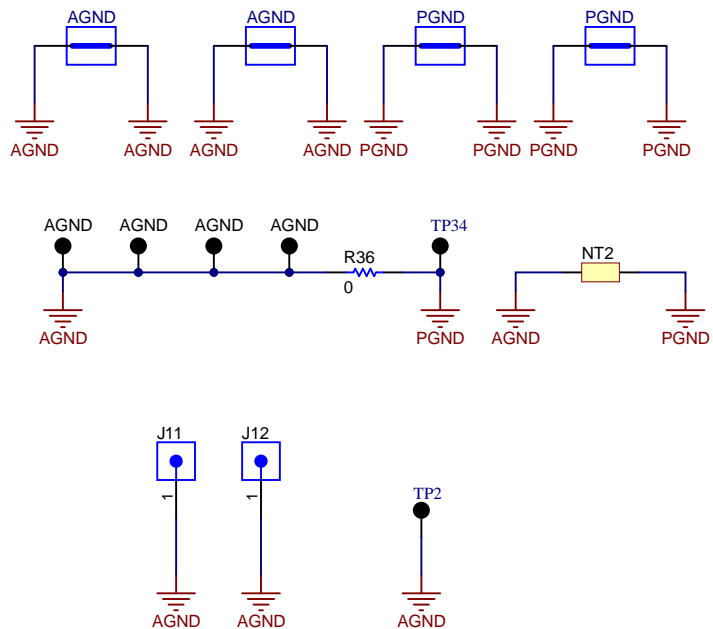 AGND AGND PGND PGND
AGND AGND AGND AGND PGND PGND PGND PGND
AGND AGND AGND AGND TP34
R36
0
NT2
AGND PGND AGND PGND
J11 J12
1 1
TP2
AGND AGND AGND